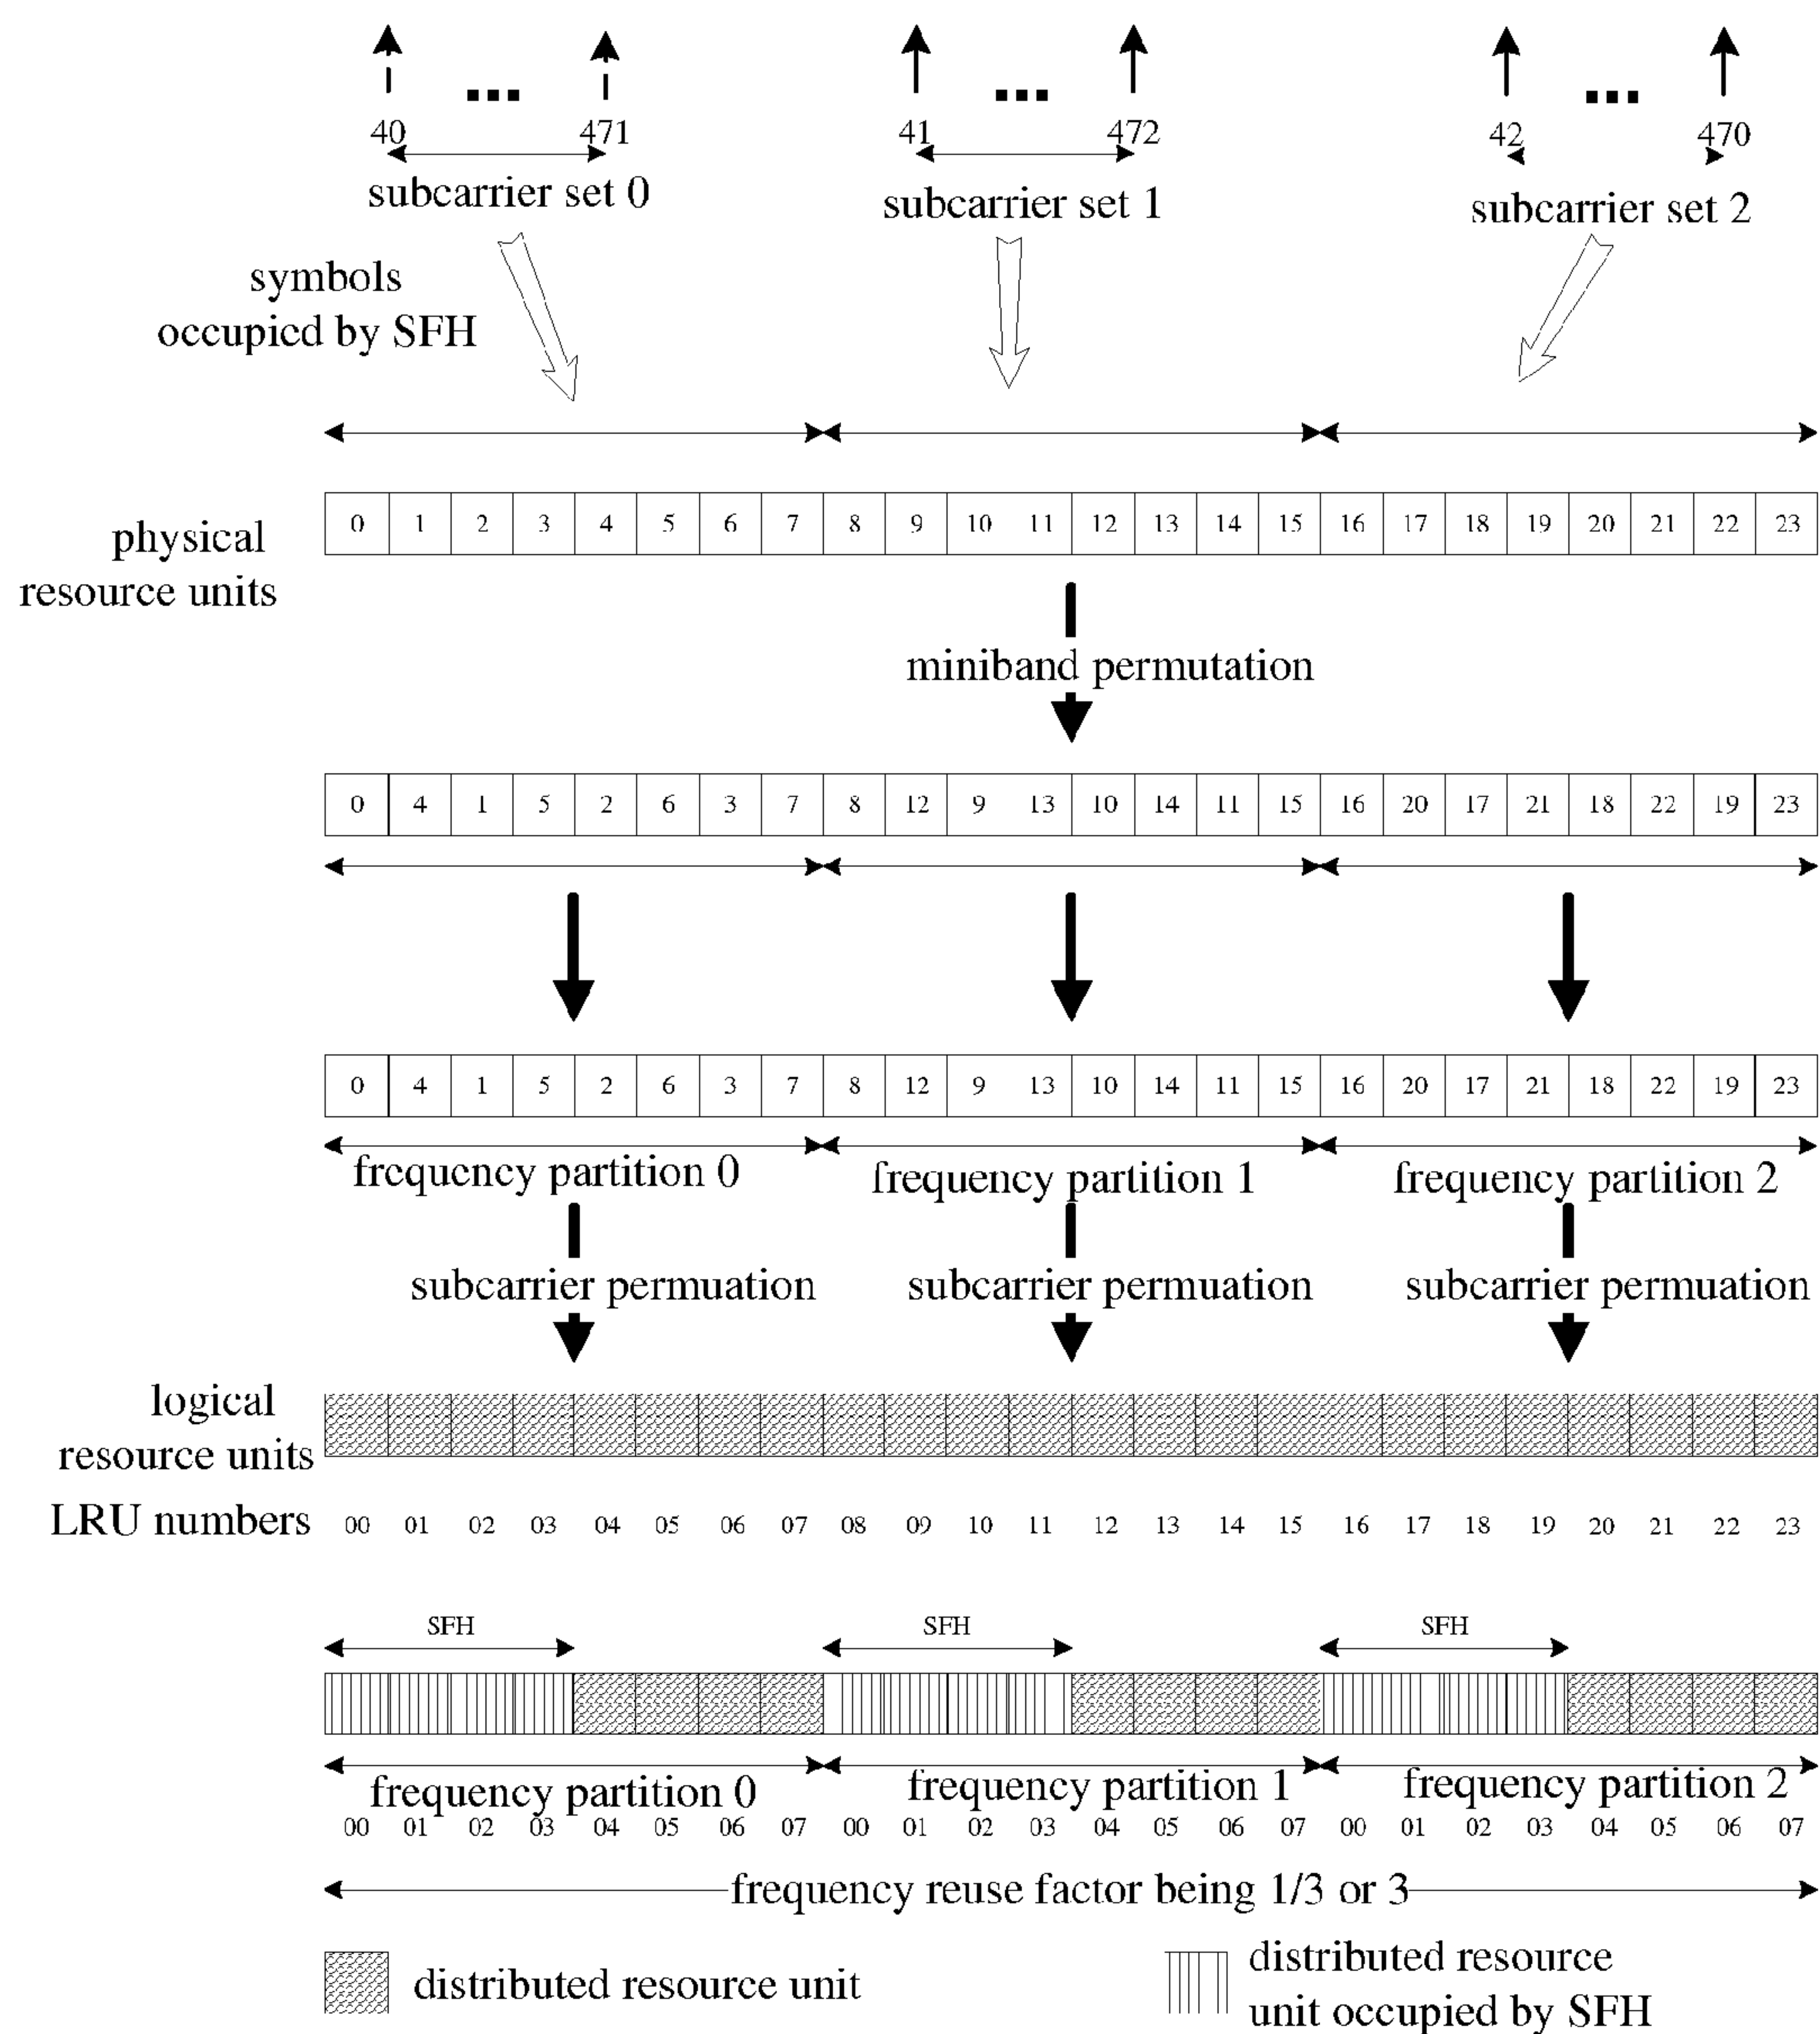 40 ... 471 41 ... 472 42 ... 470
subcarrier set 0 subcarrier set 1 subcarrier set 2
symbols
occupied by SFH
physical
resource units
0 1 2 3 4 5 6 7 8 9 10 11 12 13 14 15 16 17 18 19 20 21 22 23
miniband permutation
0 4 1 5 2 6 3 7 8 12 9 13 10 14 11 15 16 20 17 21 18 22 19 23
0 4 1 5 2 6 3 7 8 12 9 13 10 14 11 15 16 20 17 21 18 22 19 23
frequency partition 0 frequency partition 1 frequency partition 2
subcarrier permuation subcarrier permuation subcarrier permuation
logical
resource units
LRU numbers 00 01 02 03 04 05 06 07 08 09 10 11 12 13 14 15 16 17 18 19 20 21 22 23
SFH SFH SFH
frequency partition 0 frequency partition 1 frequency partition 2
00 01 02 03 04 05 06 07 00 01 02 03 04 05 06 07 00 01 02 03 04 05 06 07
frequency reuse factor being 1/3 or 3
distributed resource unit
distributed resource
unit occupied by SFH